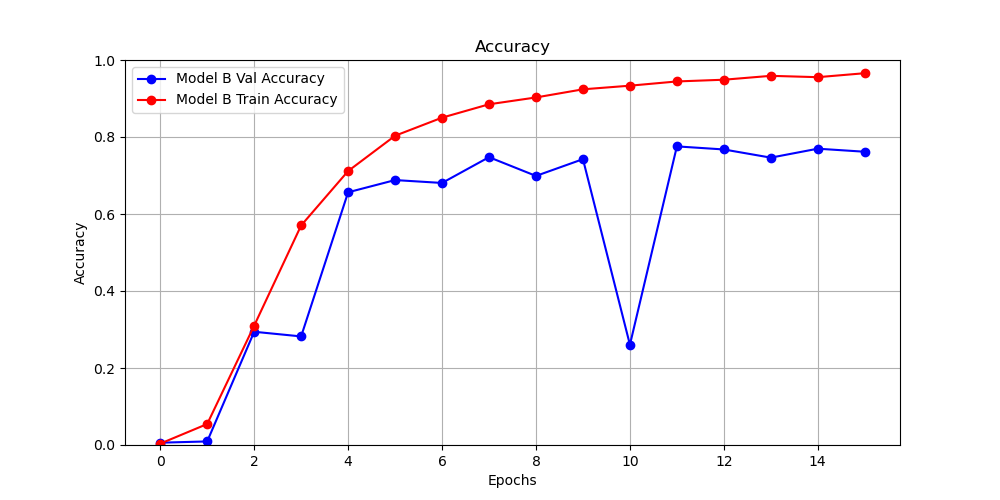 Accuracy
Model B Val Accuracy
Model B Train Accuracy
1.0
0.8
0.6
0.4
0.2
0.0
Accuracy
0 2 4 6 8 10 12 14
Epochs